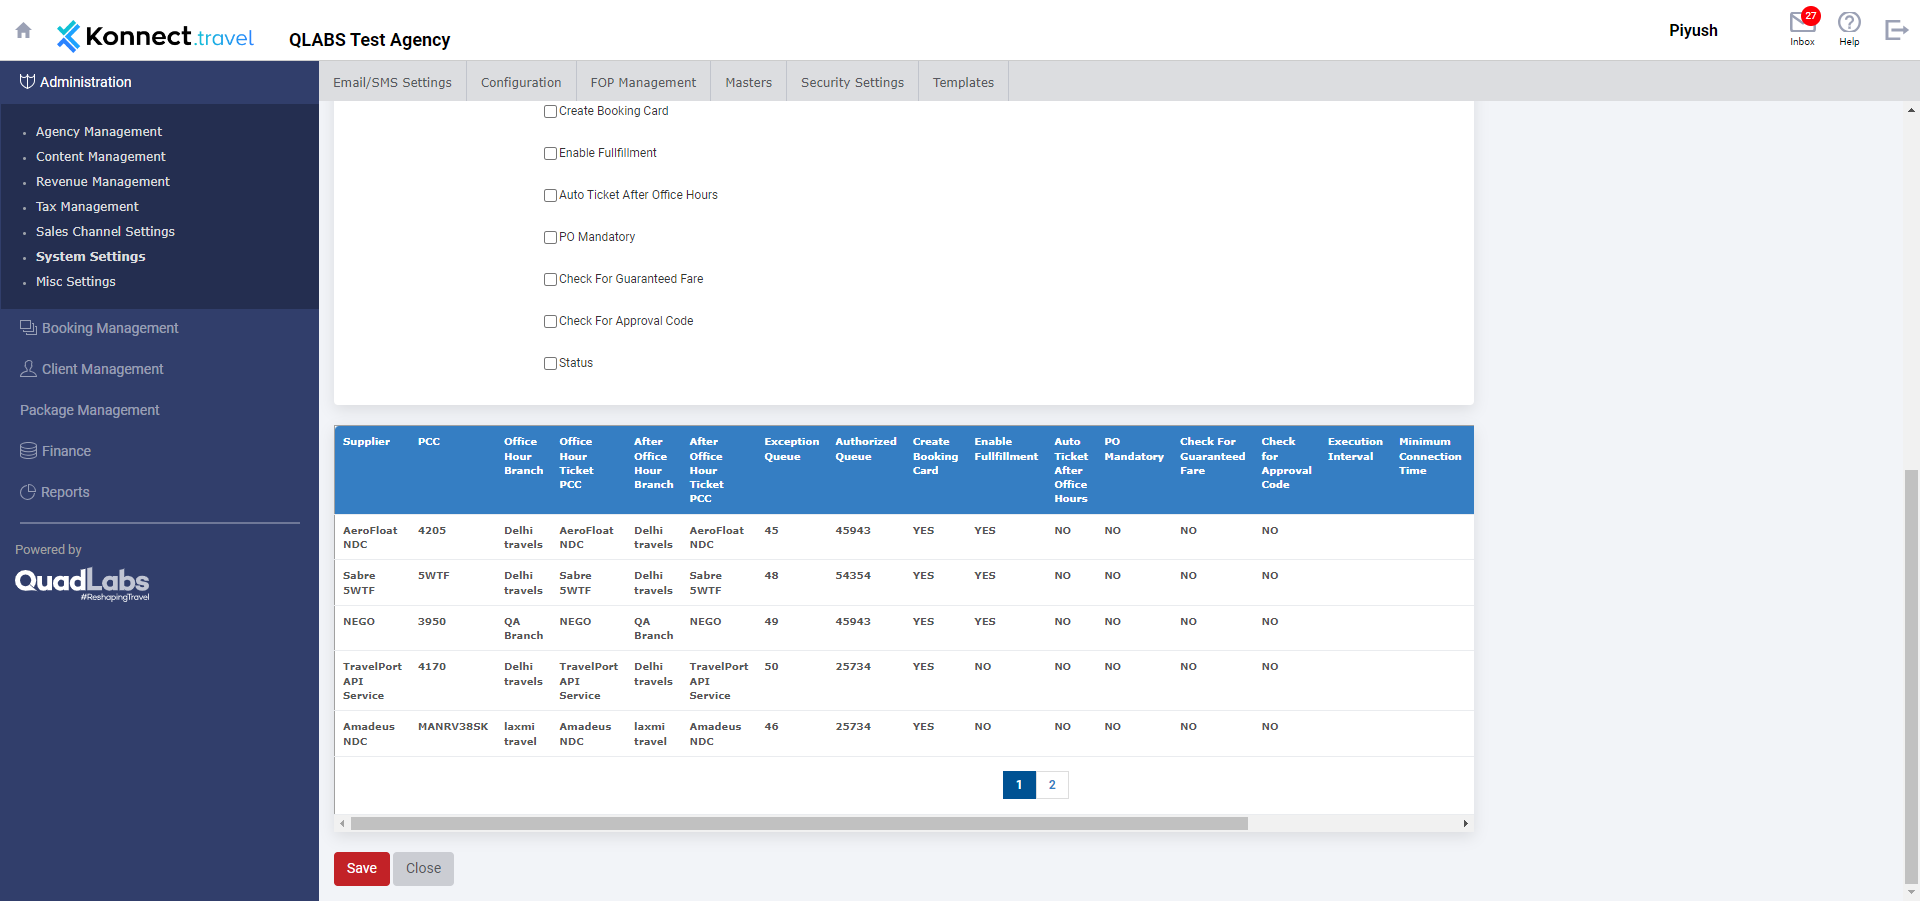 Konnect.travel
QLABS Test Agency
Piyush
27
Inbox
Help
Administration
Agency Management
Content Management
Revenue Management
Tax Management
Sales Channel Settings
System Settings
Misc Settings
Booking Management
Client Management
Package Management
Finance
Reports
Powered by
QuadLabs
#ReshapingTravel
Email/SMS Settings Configuration FOP Management Masters Security Settings Templates
Create Booking Card
Enable Fullfillment
Auto Ticket After Office Hours
PO Mandatory
Check For Guaranteed Fare
Check For Approval Code
Status
Supplier PCC Office Office After After Exception Authorized Create Enable Auto PO Check For Check Execution Minimum
Hour Hour Office Office Queue Queue Booking Fullfillment Ticket Mandatory Guaranteed for Interval Connection
Branch Ticket Hour Hour Card After Fare Approval Time
PCC Branch Ticket Office Code
PCC Hours
AeroFloat 4205 Delhi AeroFloat Delhi AeroFloat 45 45943 YES YES NO NO NO NO
NDC travels NDC travels NDC
Sabre 5WTF Delhi Sabre Delhi Sabre 48 54354 YES YES NO NO NO NO
5WTF travels 5WTF travels 5WTF
NEGO 3950 QA NEGO QA NEGO 49 45943 YES YES NO NO NO NO
Branch Branch
TravelPort 4170 Delhi TravelPort Delhi TravelPort 50 25734 YES NO NO NO NO NO
API travels API travels API
Service Service Service
Amadeus MANRV38SK laxmi Amadeus laxmi Amadeus 46 25734 YES NO NO NO NO NO
NDC travel NDC travel NDC
1 2
Save Close